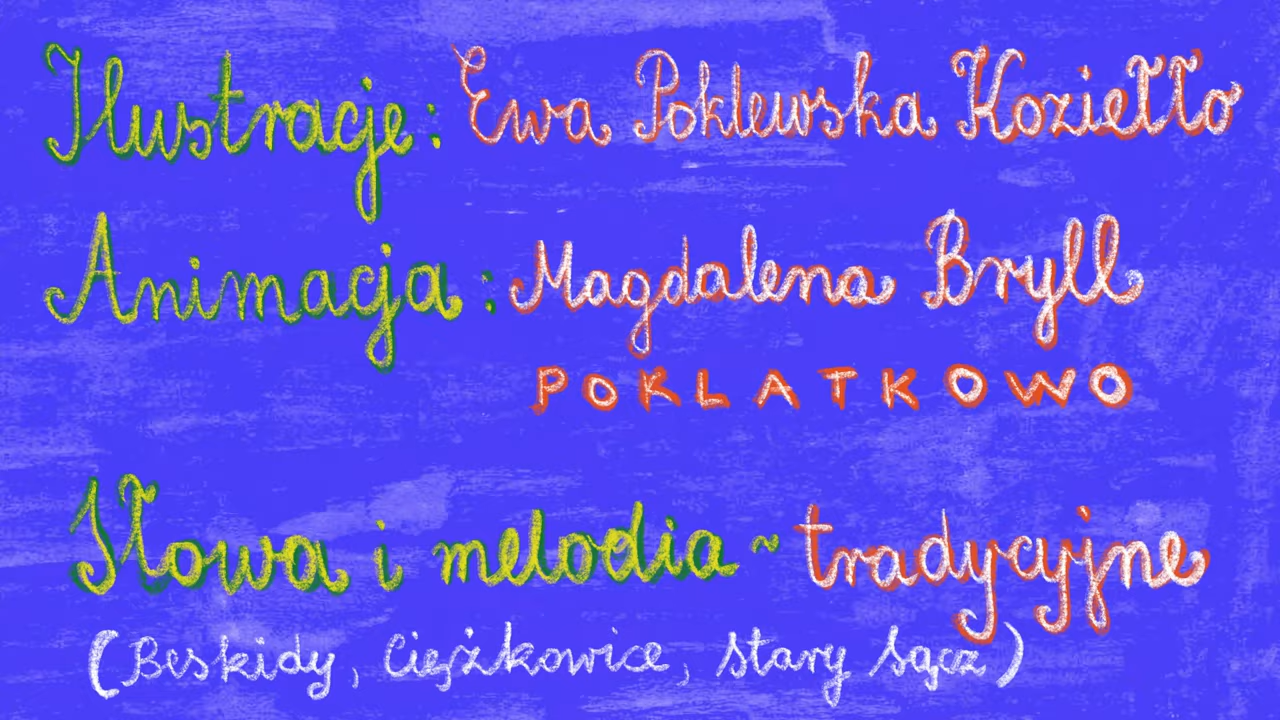 Ilustracje: Ewa Poklewska Koziełło
Animacja: Magdalena Bryll
POKLATKOWO
Słowa i melodia ~ tradycyjne
(Beskidy, Ciężkowice, Stary Sącz)